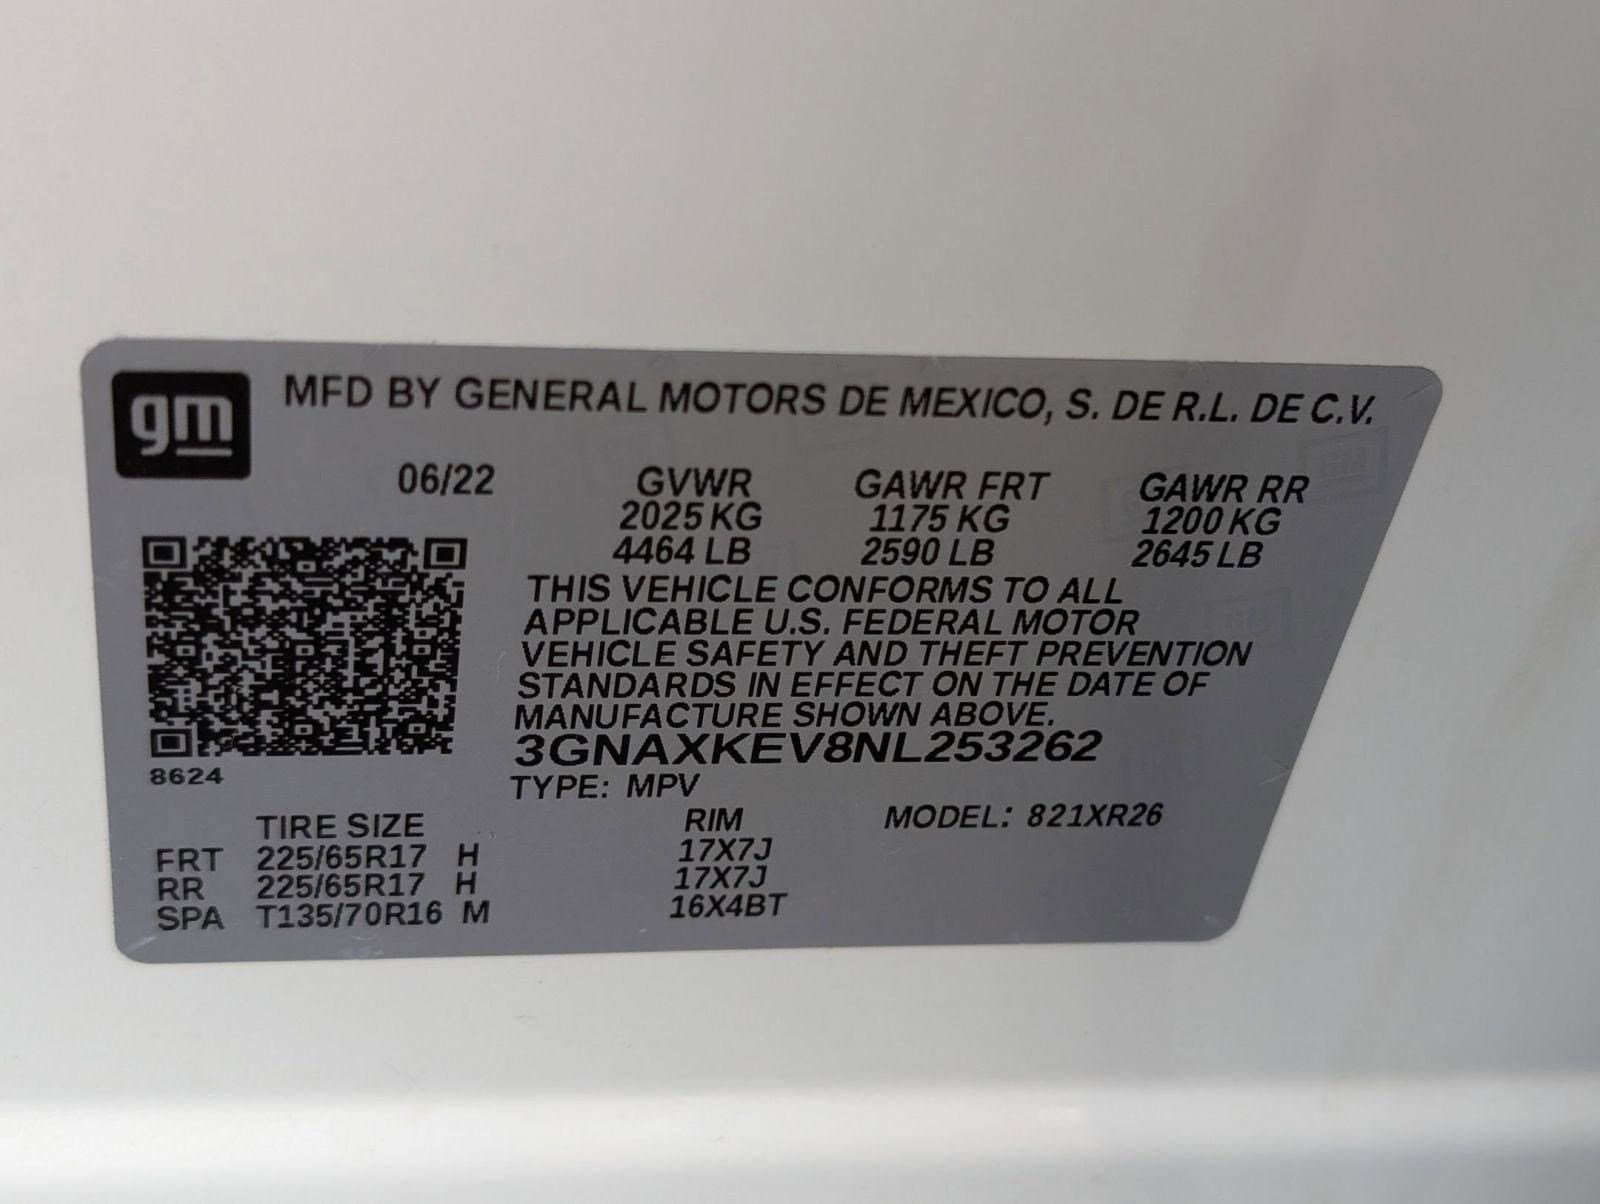 gm
MFD BY GENERAL MOTORS DE MEXICO, S. DE R.L. DE C.V.
06/22 GVWR GAWR FRT GAWR RR
2025 KG 1175 KG 1200 KG
4464 LB 2590 LB 2645 LB
THIS VEHICLE CONFORMS TO ALL
APPLICABLE U.S. FEDERAL MOTOR
VEHICLE SAFETY AND THEFT PREVENTION
STANDARDS IN EFFECT ON THE DATE OF
MANUFACTURE SHOWN ABOVE.
3GNAXKEV8NL253262
8624 TYPE: MPV
TIRE SIZE RIM MODEL: 821XR26
FRT 225/65R17 H 17X7J
RR 225/65R17 H 17X7J
SPA T135/70R16 M 16X4BT